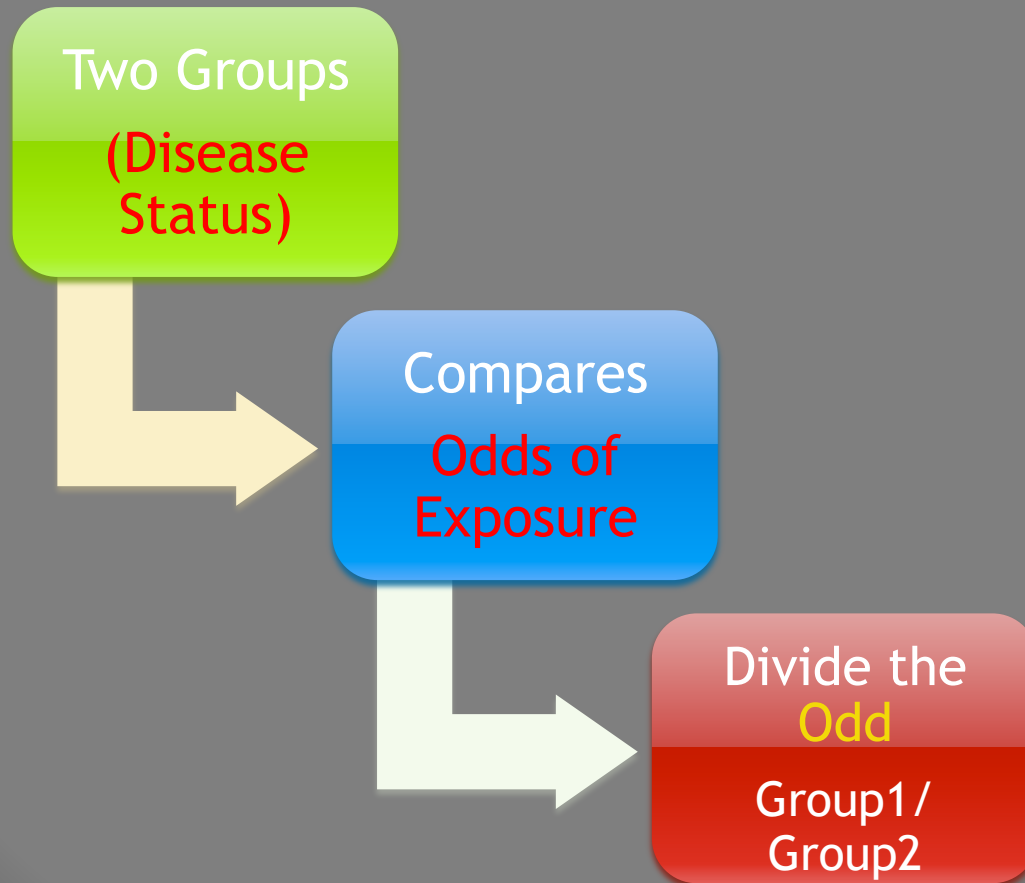 Two Groups
(Disease
Status)
Compares
Odds of
Exposure
Divide the
Odd
Group1/
Group2